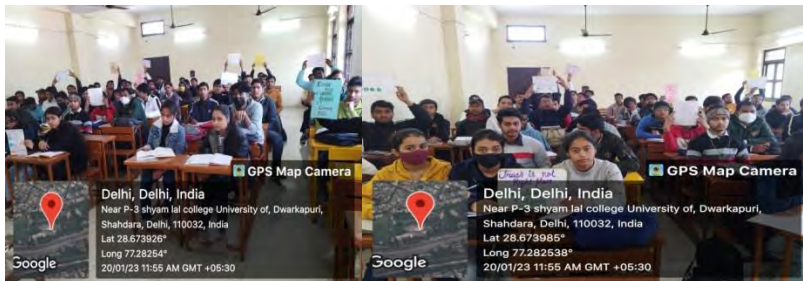 GPS Map Camera
Delhi, Delhi, India
Near P-3 shyam lal college University of, Dwarkapuri,
Shahdara, Delhi, 110032, India
Lat 28.673926°
Long 77.28254°
20/01/23 11:55 AM GMT +05:30
Google
Drugs is not
GPS Map Camera
Delhi, Delhi, India
Near P-3 shyam lal college University of, Dwarkapuri,
Shahdara, Delhi, 110032, India
Lat 28.673985°
Long 77.282538°
20/01/23 11:55 AM GMT +05:30
Google